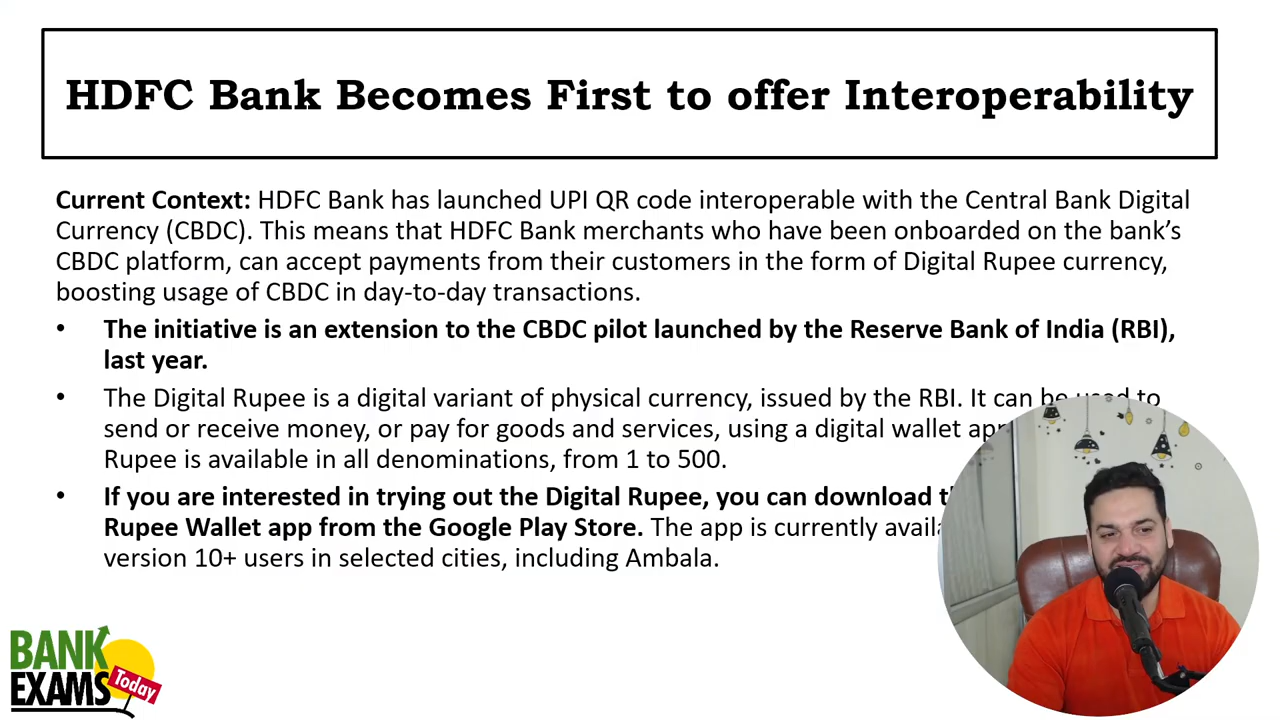 HDFC Bank Becomes First to offer Interoperability
Current Context: HDFC Bank has launched UPI QR code interoperable with the Central Bank Digital
Currency (CBDC). This means that HDFC Bank merchants who have been onboarded on the bank’s
CBDC platform, can accept payments from their customers in the form of Digital Rupee currency,
boosting usage of CBDC in day-to-day transactions.
• The initiative is an extension to the CBDC pilot launched by the Reserve Bank of India (RBI),
last year.
• The Digital Rupee is a digital variant of physical currency, issued by the RBI. It can be used to
send or receive money, or pay for goods and services, using a digital wallet
Rupee is available in all denominations, from 1 to 500.
• If you are interested in trying out the Digital Rupee, you can download
Rupee Wallet app from the Google Play Store. The app is currently
version 10+ users in selected cities, including Ambala.
BANK
EXAMS
Today